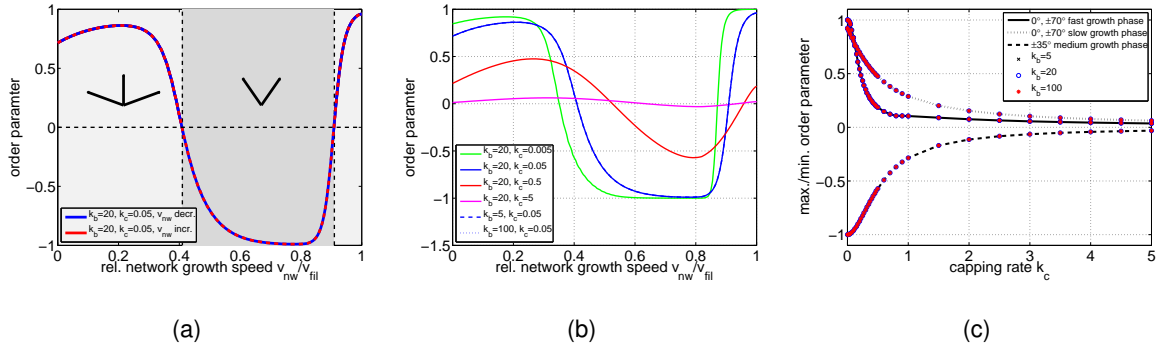 1
0.5
0
−0.5
−1
0 0.2 0.4 0.6 0.8 1
order paramter
rel. network growth speed v_nw/v_fil
k_b=20, k_c=0.05, v_nw decr.
k_b=20, k_c=0.05, v_nw incr.
(a)
1
0.5
0
−0.5
−1
−1.5
0 0.2 0.4 0.6 0.8 1
order paramter
rel. network growth speed v_nw/v_fil
k_b=20, k_c=0.005
k_b=20, k_c=0.05
k_b=20, k_c=0.5
k_b=20, k_c=5
k_b=5, k_c=0.05
k_b=100, k_c=0.05
(b)
1
0.5
0
−0.5
−1
0 1 2 3 4 5
max./min. order parameter
capping rate k_c
0°, ±70° fast growth phase
0°, ±70° slow growth phase
±35° medium growth phase
k_b=5
k_b=20
k_b=100
(c)